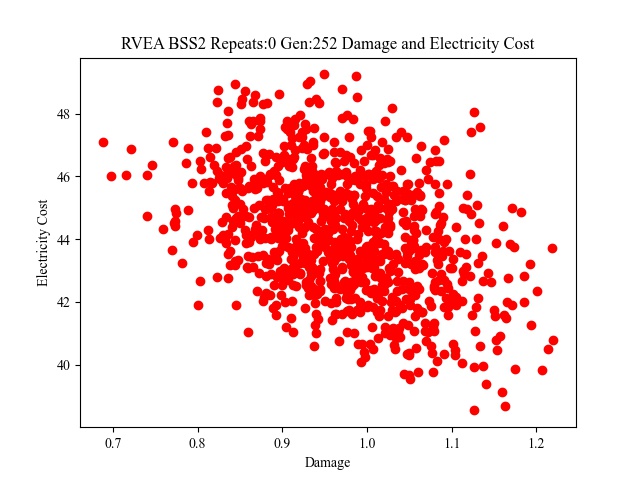 RVEA BSS2 Repeats:0 Gen:252 Damage and Electricity Cost
48
46
44
42
40
Electricity Cost
0.7 0.8 0.9 1.0 1.1 1.2
Damage